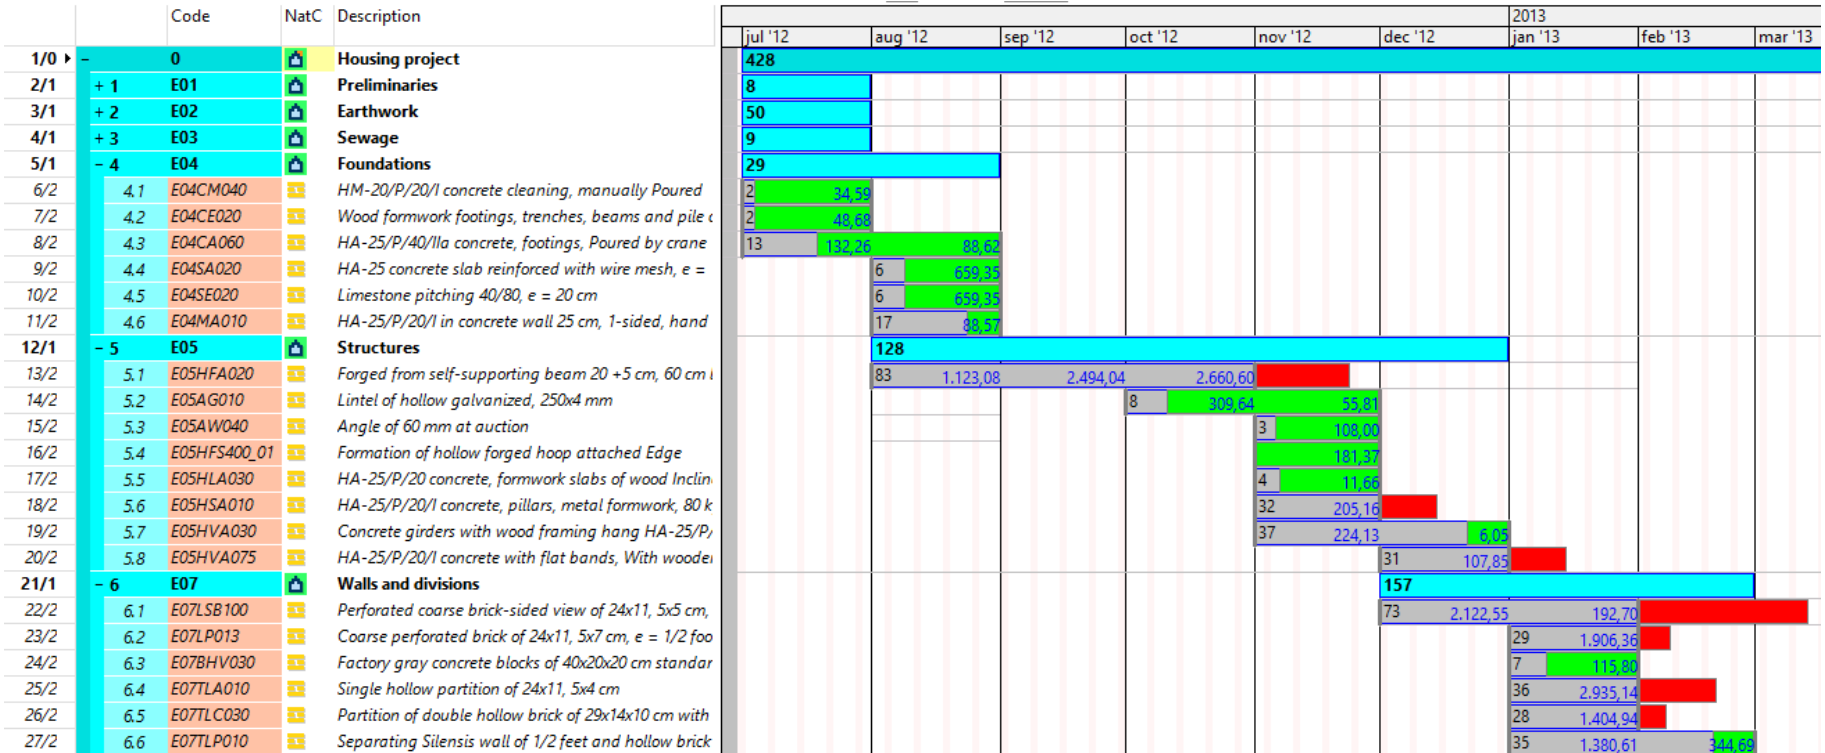 Code NatC Description
2013
jul '12 aug '12 sep '12 oct '12 nov '12 dec '12 jan '13 feb '13 mar '13
1/0 - 0 Housing project 428
2/1 + 1 E01 Preliminaries 8
3/1 + 2 E02 Earthwork 50
4/1 + 3 E03 Sewage 9
5/1 - 4 E04 Foundations 29
6/2 4.1 E04CM040 HM-20/P/20/I concrete cleaning, manually Poured 2 34,59
7/2 4.2 E04CE020 Wood formwork footings, trenches, beams and pile 2 48,68
8/2 4.3 E04CA060 HA-25/P/40/IIa concrete, footings, Poured by crane 13 132,26 88,62
9/2 4.4 E04SA020 HA-25 concrete slab reinforced with wire mesh, e = 6 659,35
10/2 4.5 E04SE020 Limestone pitching 40/80, e = 20 cm 6 659,35
11/2 4.6 E04MA010 HA-25/P/20/I in concrete wall 25 cm, 1-sided, hand 17 88,57
12/1 - 5 E05 Structures 128
13/2 5.1 E05HFA020 Forged from self-supporting beam 20 +5 cm, 60 cm 83 1.123,08 2.494,04 2.660,60
14/2 5.2 E05AG010 Lintel of hollow galvanized, 250x4 mm 8 309,64 55,81
15/2 5.3 E05AW040 Angle of 60 mm at auction 3 108,00
16/2 5.4 E05HFS400_01 Formation of hollow forged hoop attached Edge 181,37
17/2 5.5 E05HLA030 HA-25/P/20 concrete, formwork slabs of wood Inclin 4 11,66
18/2 5.6 E05HSA010 HA-25/P/20/I concrete, pillars, metal formwork, 80 k 32 205,16
19/2 5.7 E05HVA030 Concrete girders with wood framing hang HA-25/P/ 37 224,13 6,05
20/2 5.8 E05HVA075 HA-25/P/20/I concrete with flat bands, With woode 31 107,85
21/1 - 6 E07 Walls and divisions 157
22/2 6.1 E07LSB100 Perforated coarse brick-sided view of 24x11, 5x5 cm, 73 2.122,55 192,70
23/2 6.2 E07LP013 Coarse perforated brick of 24x11, 5x7 cm, e = 1/2 foo 29 1.906,36
24/2 6.3 E07BHV030 Factory gray concrete blocks of 40x20x20 cm standar 7 115,80
25/2 6.4 E07TLA010 Single hollow partition of 24x11, 5x4 cm 36 2.935,14
26/2 6.5 E07TLC030 Partition of double hollow brick of 29x14x10 cm with 28 1.404,94
27/2 6.6 E07TLP010 Separating Silensis wall of 1/2 feet and hollow brick 35 1.380,61 344,69